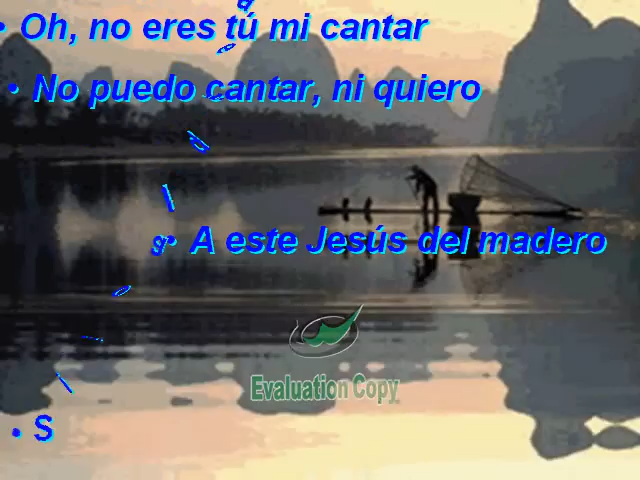 • Oh, no eres tú mi cantar
• No puedo cantar, ni quiero
• A este Jesús del madero
Evaluation Copy
• S